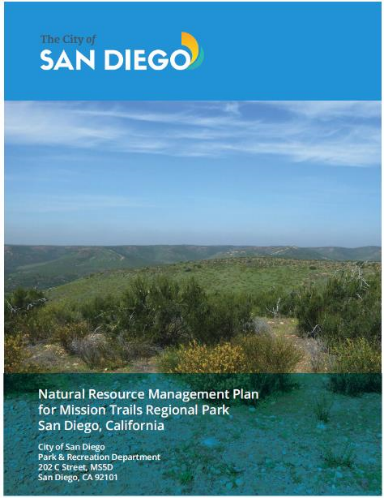 The City of
SAN DIEGO
Natural Resource Management Plan
for Mission Trails Regional Park
San Diego, California
City of San Diego
Park & Recreation Department
202 C Street, MS5D
San Diego, CA 92101